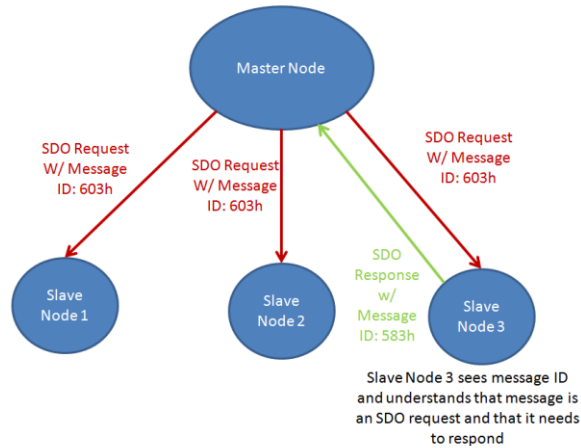 Master Node
SDO Request
W/ Message
ID: 603h
SDO Request
W/ Message
ID: 603h
SDO Request
W/ Message
ID: 603h
SDO
Response
w/
Message
ID: 583h
Slave
Node 1
Slave
Node 2
Slave
Node 3
Slave Node 3 sees message ID
and understands that message is
an SDO request and that it needs
to respond